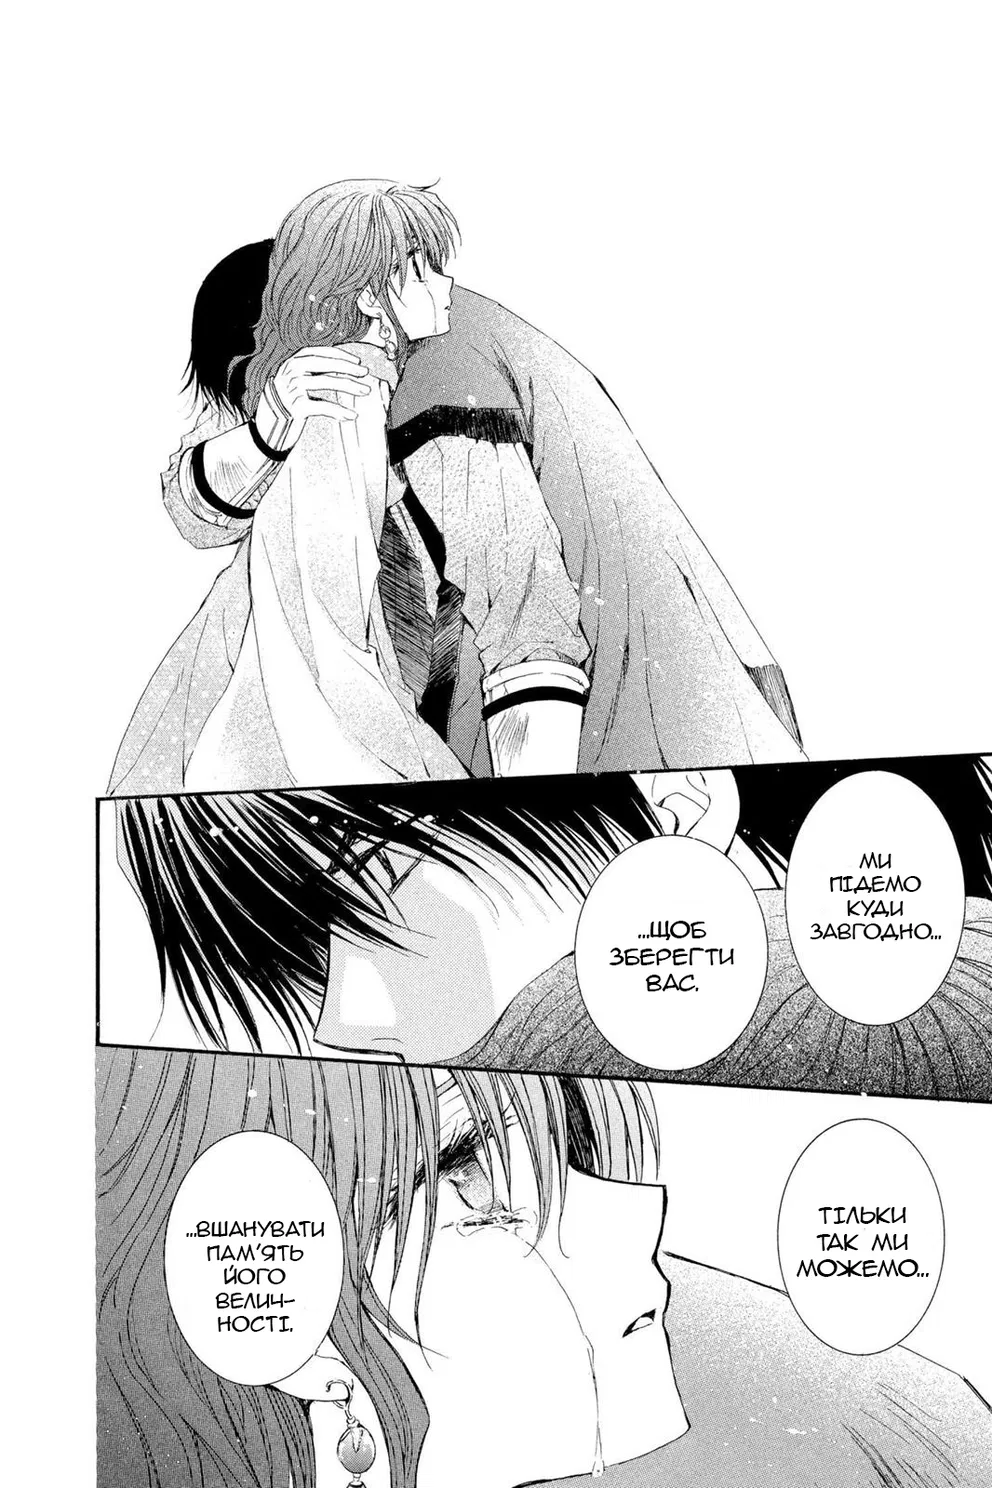 МИ
ПІДЕМО
КУДИ
ЗАВГОДНО...
...ЩОБ
ЗБЕРЕГТИ
ВАС.
ТІЛЬКИ
ТАК МИ
МОЖЕМО...
...ВШАНУВАТИ
ПАМ'ЯТЬ
ЙОГО
ВЕЛИЧ-
НОСТІ.